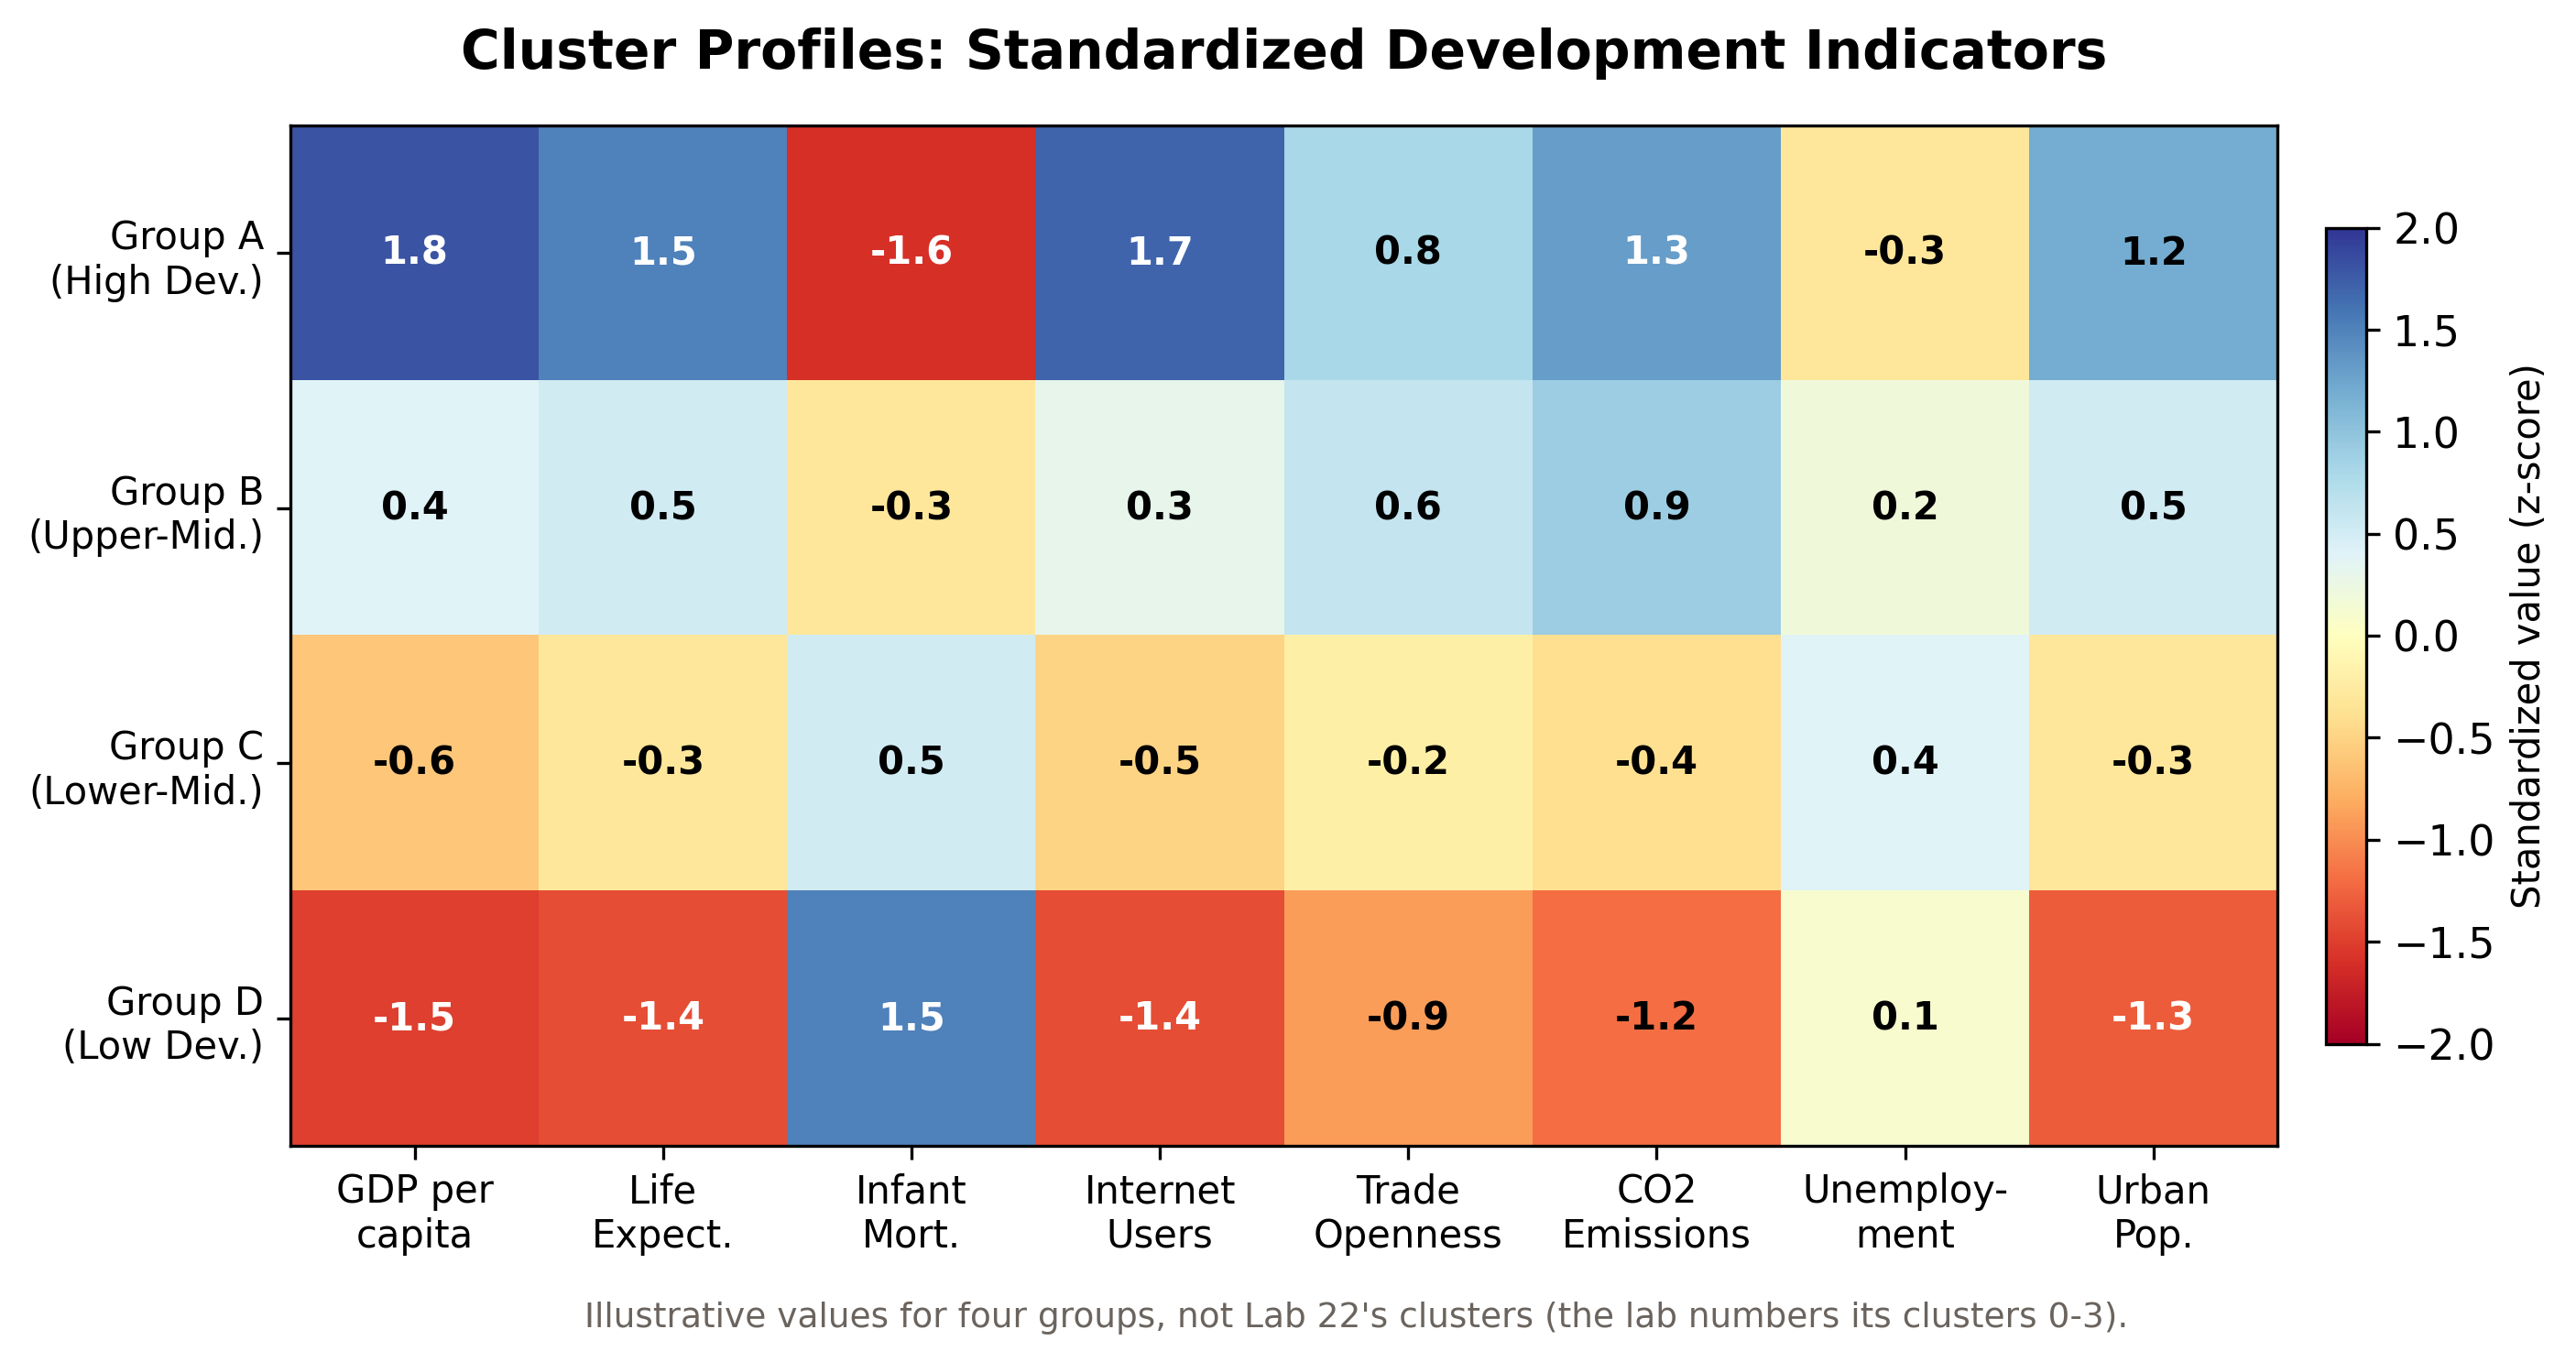 Cluster Profiles: Standardized Development Indicators
Group A
(High Dev.)
1.8 1.5 -1.6 1.7 0.8 1.3 -0.3 1.2
Group B
(Upper-Mid.)
0.4 0.5 -0.3 0.3 0.6 0.9 0.2 0.5
Group C
(Lower-Mid.)
-0.6 -0.3 0.5 -0.5 -0.2 -0.4 0.4 -0.3
Group D
(Low Dev.)
-1.5 -1.4 1.5 -1.4 -0.9 -1.2 0.1 -1.3
GDP per
capita
Life
Expect.
Infant
Mort.
Internet
Users
Trade
Openness
CO2
Emissions
Unemploy-
ment
Urban
Pop.
2.0
1.5
1.0
0.5
0.0
−0.5
−1.0
−1.5
−2.0
Standardized value (z-score)
Illustrative values for four groups, not Lab 22's clusters (the lab numbers its clusters 0-3).